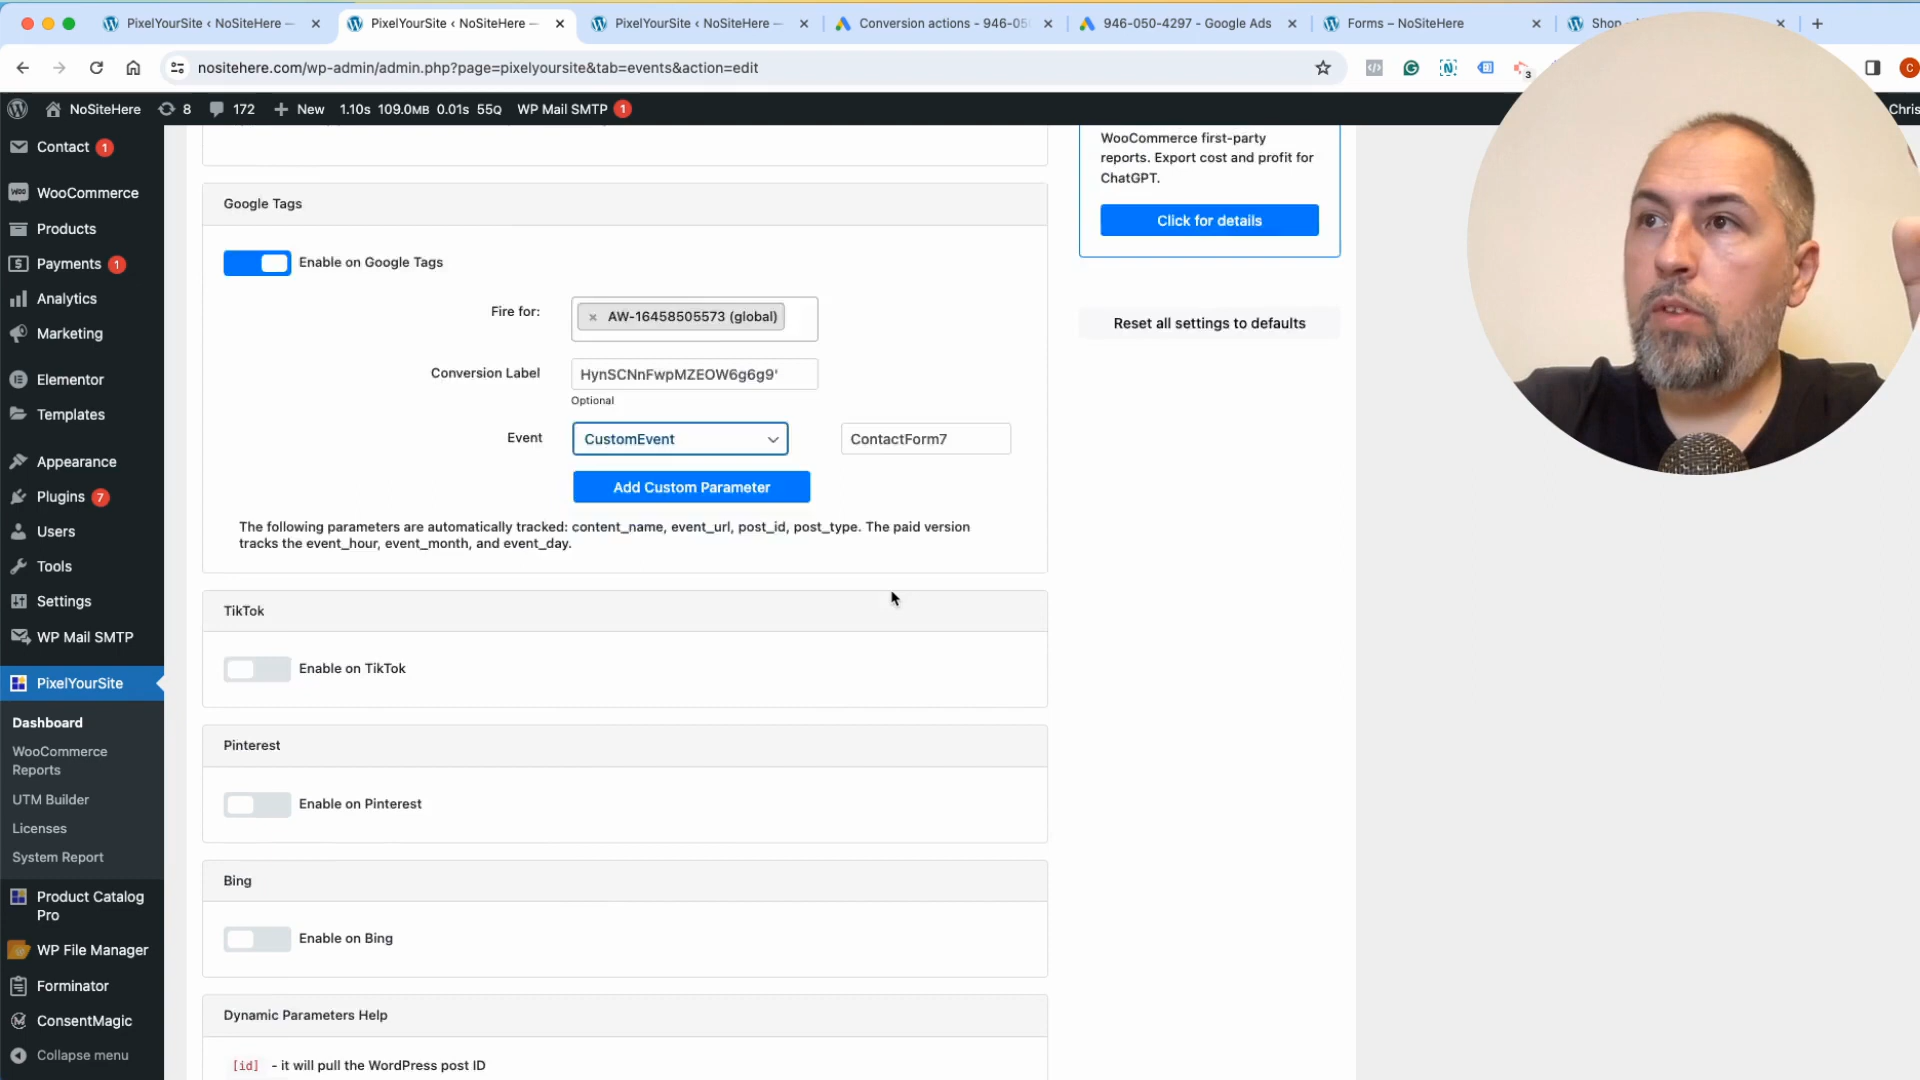 PixelYourSite ‹ NoSiteHere —
PixelYourSite ‹ NoSiteHere —
PixelYourSite ‹ NoSiteHere —
Conversion actions - 946-05
946-050-4297 - Google Ads
Forms – NoSiteHere
Shop
nositehere.com/wp-admin/admin.php?page=pixelyoursite&tab=events&action=edit
3
C
NoSiteHere
8
172
New
1.10s 109.0MB 0.01s 55Q
WP Mail SMTP 1
Chris
Contact 1
WooCommerce
Products
Payments 1
Analytics
Marketing
Elementor
Templates
Appearance
Plugins 7
Users
Tools
Settings
WP Mail SMTP
PixelYourSite
Dashboard
WooCommerce
Reports
UTM Builder
Licenses
System Report
Product Catalog
Pro
WP File Manager
Forminator
ConsentMagic
Collapse menu
Google Tags
Enable on Google Tags
Fire for:
× AW-16458505573 (global)
Conversion Label
HynSCNnFwpMZEOW6g6g9'
Optional
Event
CustomEvent
ContactForm7
Add Custom Parameter
The following parameters are automatically tracked: content_name, event_url, post_id, post_type. The paid version
tracks the event_hour, event_month, and event_day.
TikTok
Enable on TikTok
Pinterest
Enable on Pinterest
Bing
Enable on Bing
Dynamic Parameters Help
[id] - it will pull the WordPress post ID
WooCommerce first-party
reports. Export cost and profit for
ChatGPT.
Click for details
Reset all settings to defaults